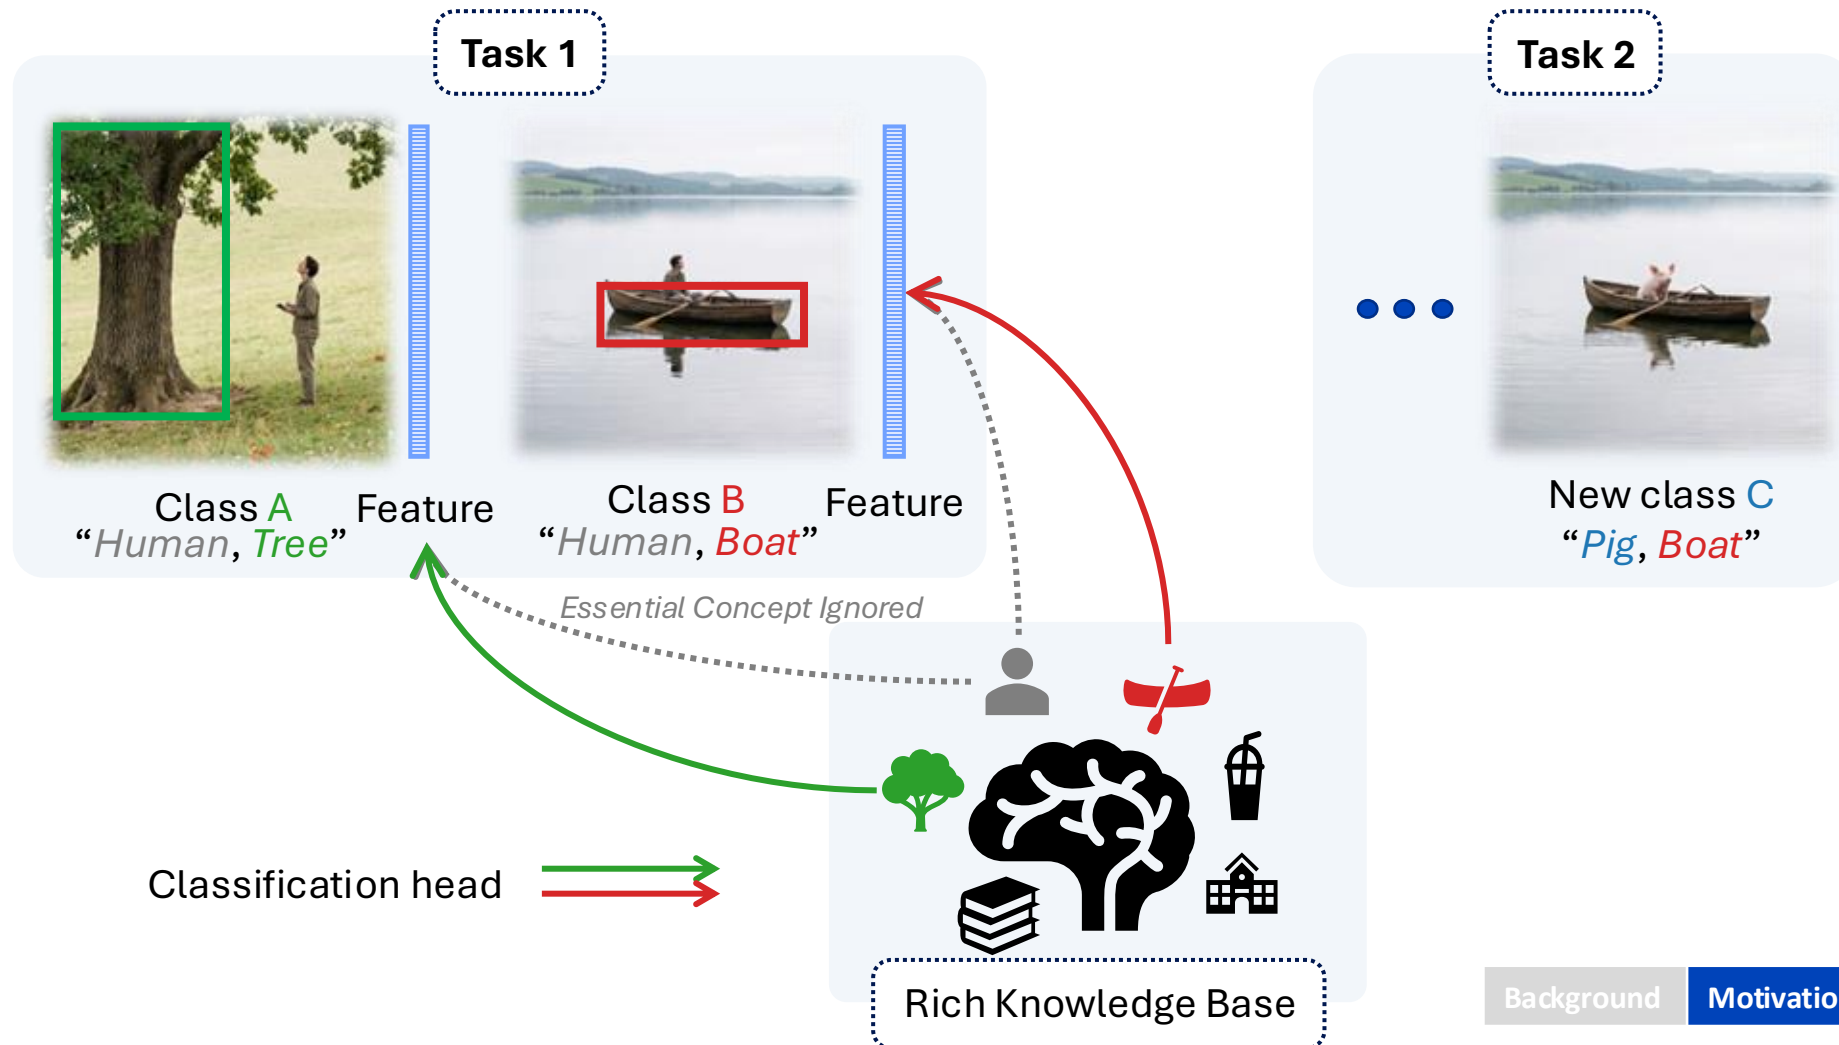 Task 1
Task 2
Class A
"Human, Tree"
Feature
Class B
"Human, Boat"
Feature
New class C
"Pig, Boat"
Essential Concept Ignored
Classification head
Rich Knowledge Base
Background
Motivatio